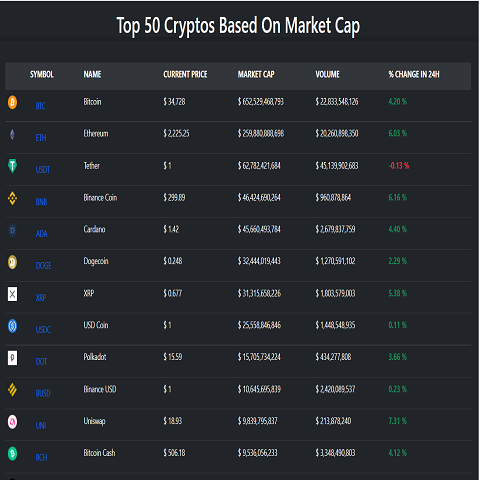 Top 50 Cryptos Based On Market Cap
SYMBOL NAME CURRENT PRICE MARKET CAP VOLUME % CHANGE IN 24H
BTC Bitcoin $ 34,728 $ 652,529,468,793 $ 22,833,548,126 4.20 %
ETH Ethereum $ 2,225.25 $ 259,880,888,698 $ 20,260,898,350 6.03 %
USDT Tether $ 1 $ 62,782,421,684 $ 45,139,902,683 -0.13 %
BNB Binance Coin $ 299.89 $ 46,424,690,264 $ 960,878,864 6.16 %
ADA Cardano $ 1.42 $ 45,660,493,784 $ 2,679,837,759 4.40 %
DOGE Dogecoin $ 0.248 $ 32,444,019,443 $ 1,270,591,102 2.29 %
XRP XRP $ 0.677 $ 31,315,658,226 $ 1,803,579,003 5.38 %
USDC USD Coin $ 1 $ 25,558,846,846 $ 1,448,548,935 0.11 %
DOT Polkadot $ 15.59 $ 15,705,734,224 $ 434,277,808 3.66 %
BUSD Binance USD $ 1 $ 10,645,695,839 $ 2,420,089,537 0.23 %
UNI Uniswap $ 18.93 $ 9,839,795,837 $ 213,878,240 7.31 %
BCH Bitcoin Cash $ 506.18 $ 9,536,056,233 $ 3,348,490,803 4.12 %